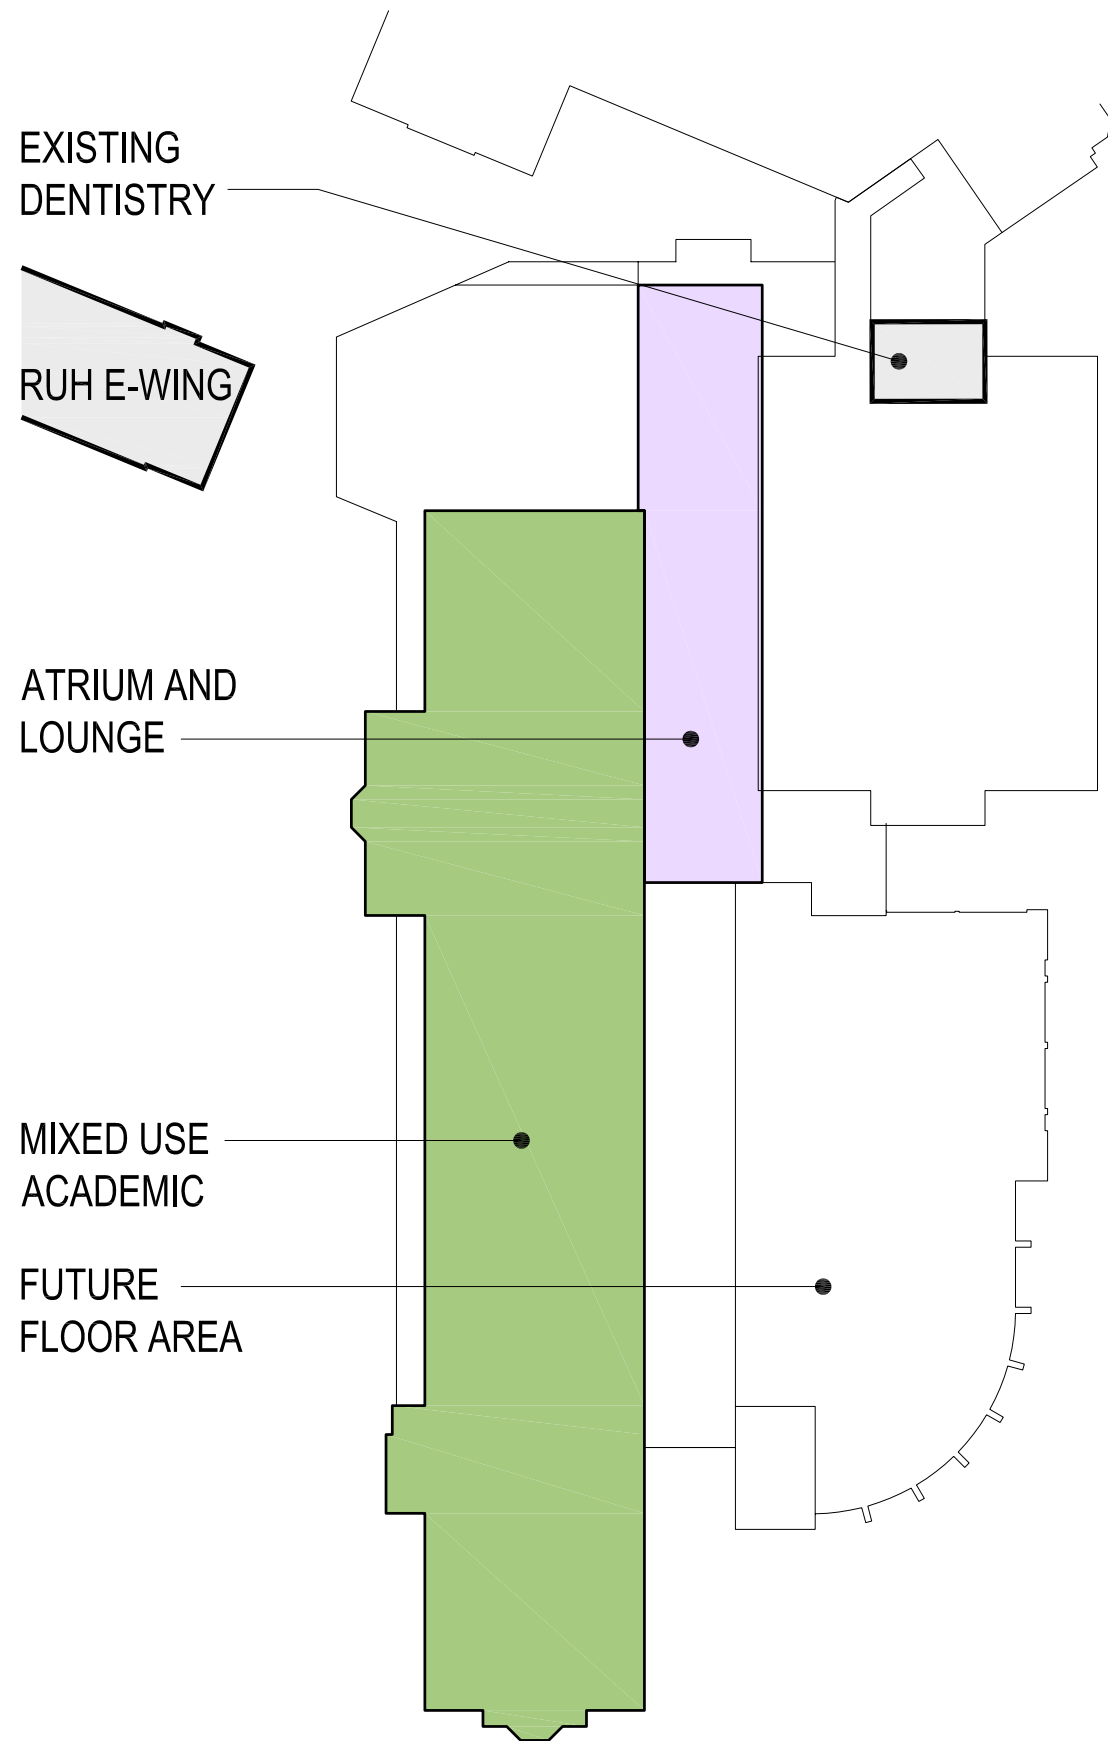 EXISTING
DENTISTRY
RUH E-WING
ATRIUM AND
LOUNGE
MIXED USE
ACADEMIC
FUTURE
FLOOR AREA